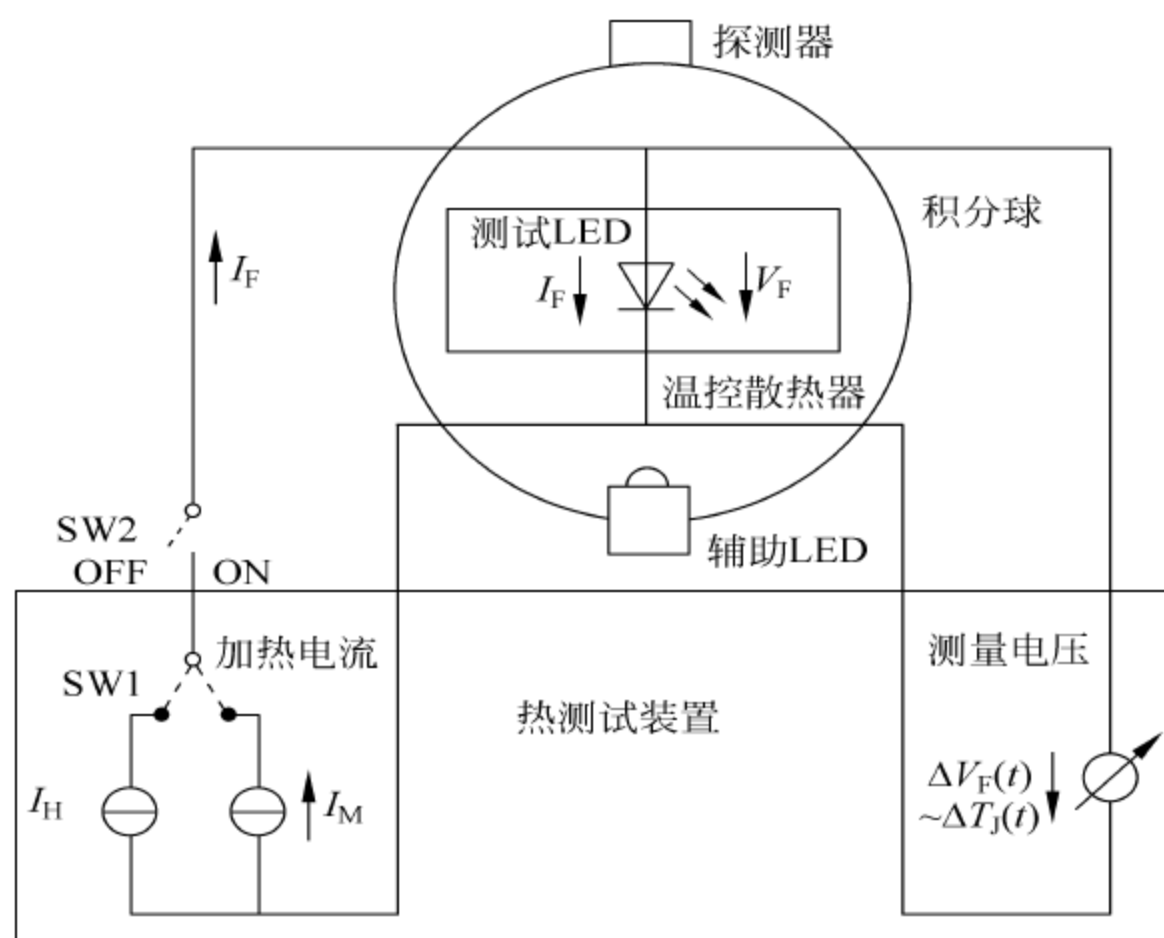 探测器
积分球
测试LED
I_F
I_F
V_F
温控散热器
SW2
OFF
ON
辅助LED
加热电流
测量电压
SW1
热测试装置
I_H
I_M
ΔV_F(t)
~ΔT_J(t)